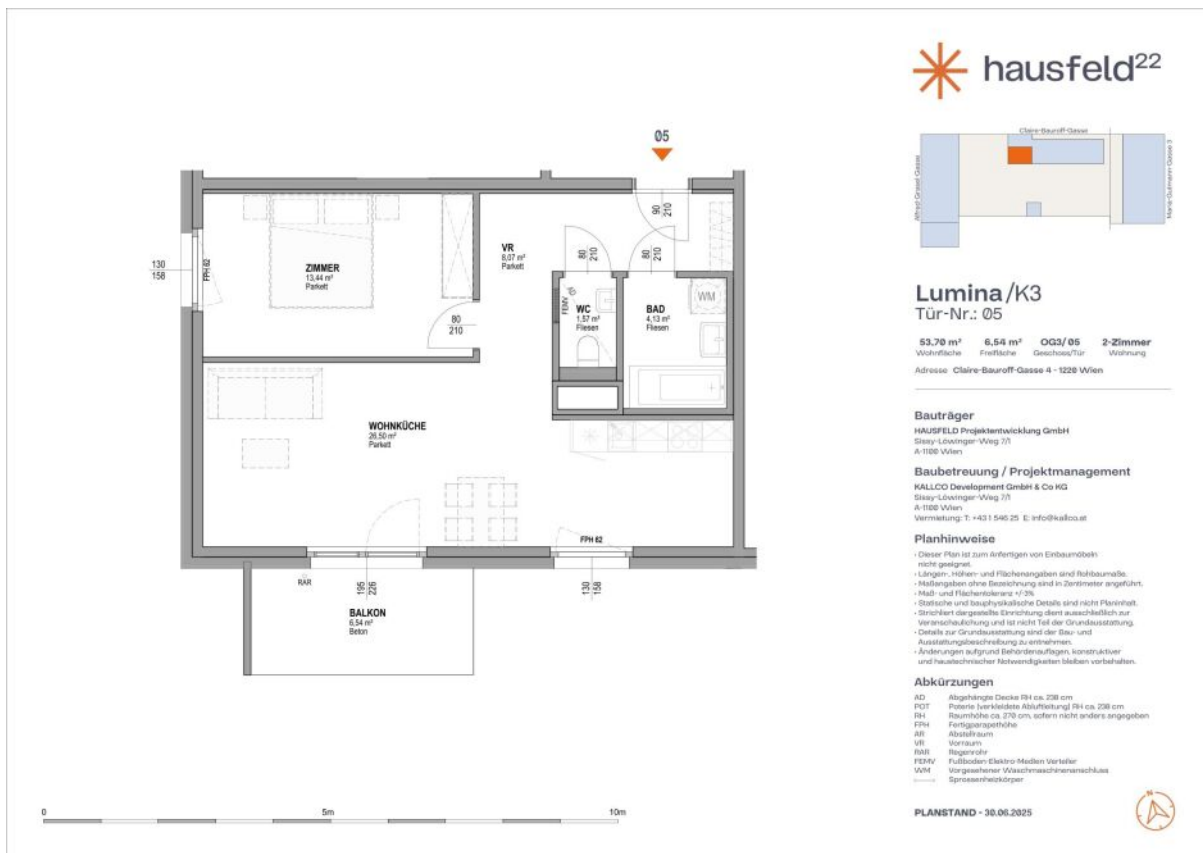 hausfeld²²
Claire-Bauroff-Gasse
Alfred-Grasel-Gasse
Maria-Gutmann-Gasse 3
Lumina/K3
Tür-Nr.: 05
53,70 m² 6,54 m² OG3/05 2-Zimmer
Wohnfläche Freifläche Geschoss/Tür Wohnung
Adresse Claire-Bauroff-Gasse 4 - 1220 Wien
Bauträger
HAUSFELD Projektentwicklung GmbH
Sissy-Löwinger-Weg 7/1
A-1100 Wien
Baubetreuung / Projektmanagement
KALLCO Development GmbH & Co KG
Sissy-Löwinger-Weg 7/1
A-1100 Wien
Vermietung: T: +43 1 546 25 E: info@kallco.at
Planhinweise
- Dieser Plan ist zum Anfertigen von Einbaumöbeln
nicht geeignet.
- Längen-, Höhen- und Flächenangaben sind Rohbaumaße.
- Maßangaben ohne Bezeichnung sind in Zentimeter angeführt.
- Maß- und Flächentoleranz +/-3%
- Statische und bauphysikalische Details sind nicht Planinhalt.
- Strichliert dargestellte Einrichtung dient ausschließlich zur
Veranschaulichung und ist nicht Teil der Grundausstattung.
- Details zur Grundausstattung sind der Bau- und
Ausstattungsbeschreibung zu entnehmen.
- Änderungen aufgrund Behördenauflagen, konstruktiver
und haustechnischer Notwendigkeiten bleiben vorbehalten.
Abkürzungen
AD Abgehängte Decke RH ca. 238 cm
POT Poterie (verkleidete Abluftleitung) RH ca. 238 cm
RH Raumhöhe ca. 270 cm, sofern nicht anders angegeben
FPH Fertigparapethöhe
AR Abstellraum
VR Vorraum
RAR Regenrohr
FEMV Fußboden-Elektro-Medien Verteiler
WM Vorgesehener Waschmaschinenanschluss
Sprossenheizkörper
PLANSTAND - 30.06.2025
N
05
90
210
80
210
80
210
VR
8,07 m²
Parkett
ZIMMER
13,44 m²
Parkett
FPH 62
130
158
80
210
FEMV
WC
1,57 m²
Fliesen
BAD
4,13 m²
Fliesen
WM
WOHNKÜCHE
26,50 m²
Parkett
FPH 62
RAR
195
226
130
158
BALKON
6,54 m²
Beton
0 5m 10m